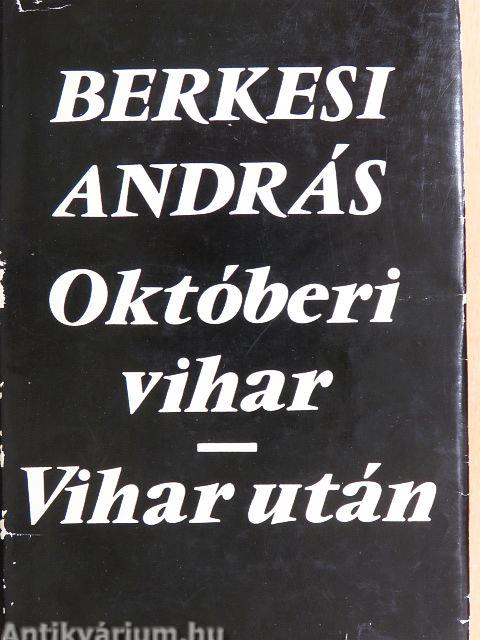 BERKESI
ANDRÁS
Októberi
vihar
—
Vihar után
Antikvárium.hu